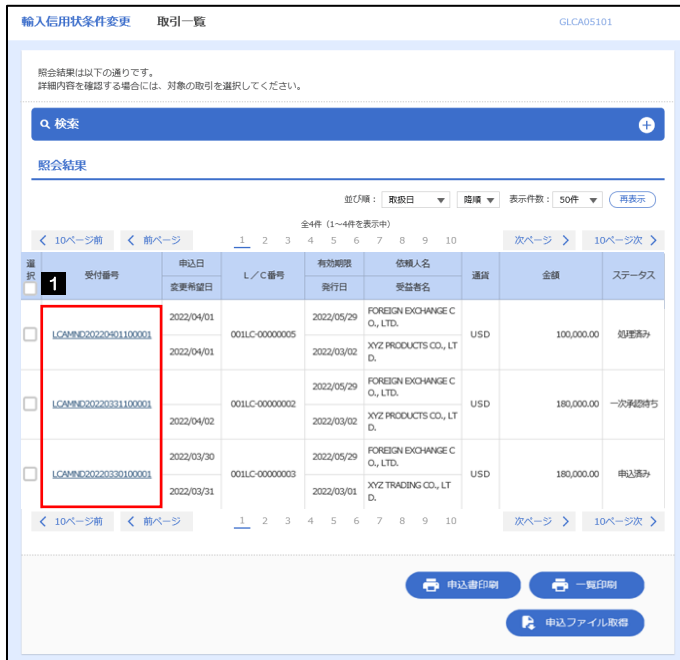 輸入信用状条件変更 取引一覧 GLCA05101
照会結果は以下の通りです。
詳細内容を確認する場合には、対象の取引を選択してください。
検索
照会結果
並び順： 取扱日 降順 表示件数： 50件 再表示
全4件（1～4件を表示中）
10ページ前 前ページ 1 2 3 4 5 6 7 8 9 10 次ページ 10ページ次
選択 受付番号 申込日 L／C番号 有効期限 依頼人名 通貨 金額 ステータス
変更希望日 発行日 受益者名
1
2022/04/01 2022/05/29 FOREIGN EXCHANGE C
O., LTD.
LCAMND20220401100001 001LC-00000005 USD 100,000.00 処理済み
2022/04/01 2022/03/02 XYZ PRODUCTS CO., LT
D.
2022/05/29 FOREIGN EXCHANGE C
O., LTD.
LCAMND20220331100001 001LC-00000002 USD 180,000.00 一次承認待ち
2022/04/02 2022/03/02 XYZ PRODUCTS CO., LT
D.
2022/03/30 2022/05/29 FOREIGN EXCHANGE C
O., LTD.
LCAMND20220330100001 001LC-00000003 USD 180,000.00 申込済み
2022/03/31 2022/03/01 XYZ TRADING CO., LT
D.
10ページ前 前ページ 1 2 3 4 5 6 7 8 9 10 次ページ 10ページ次
申込書印刷 一覧印刷
申込ファイル取得